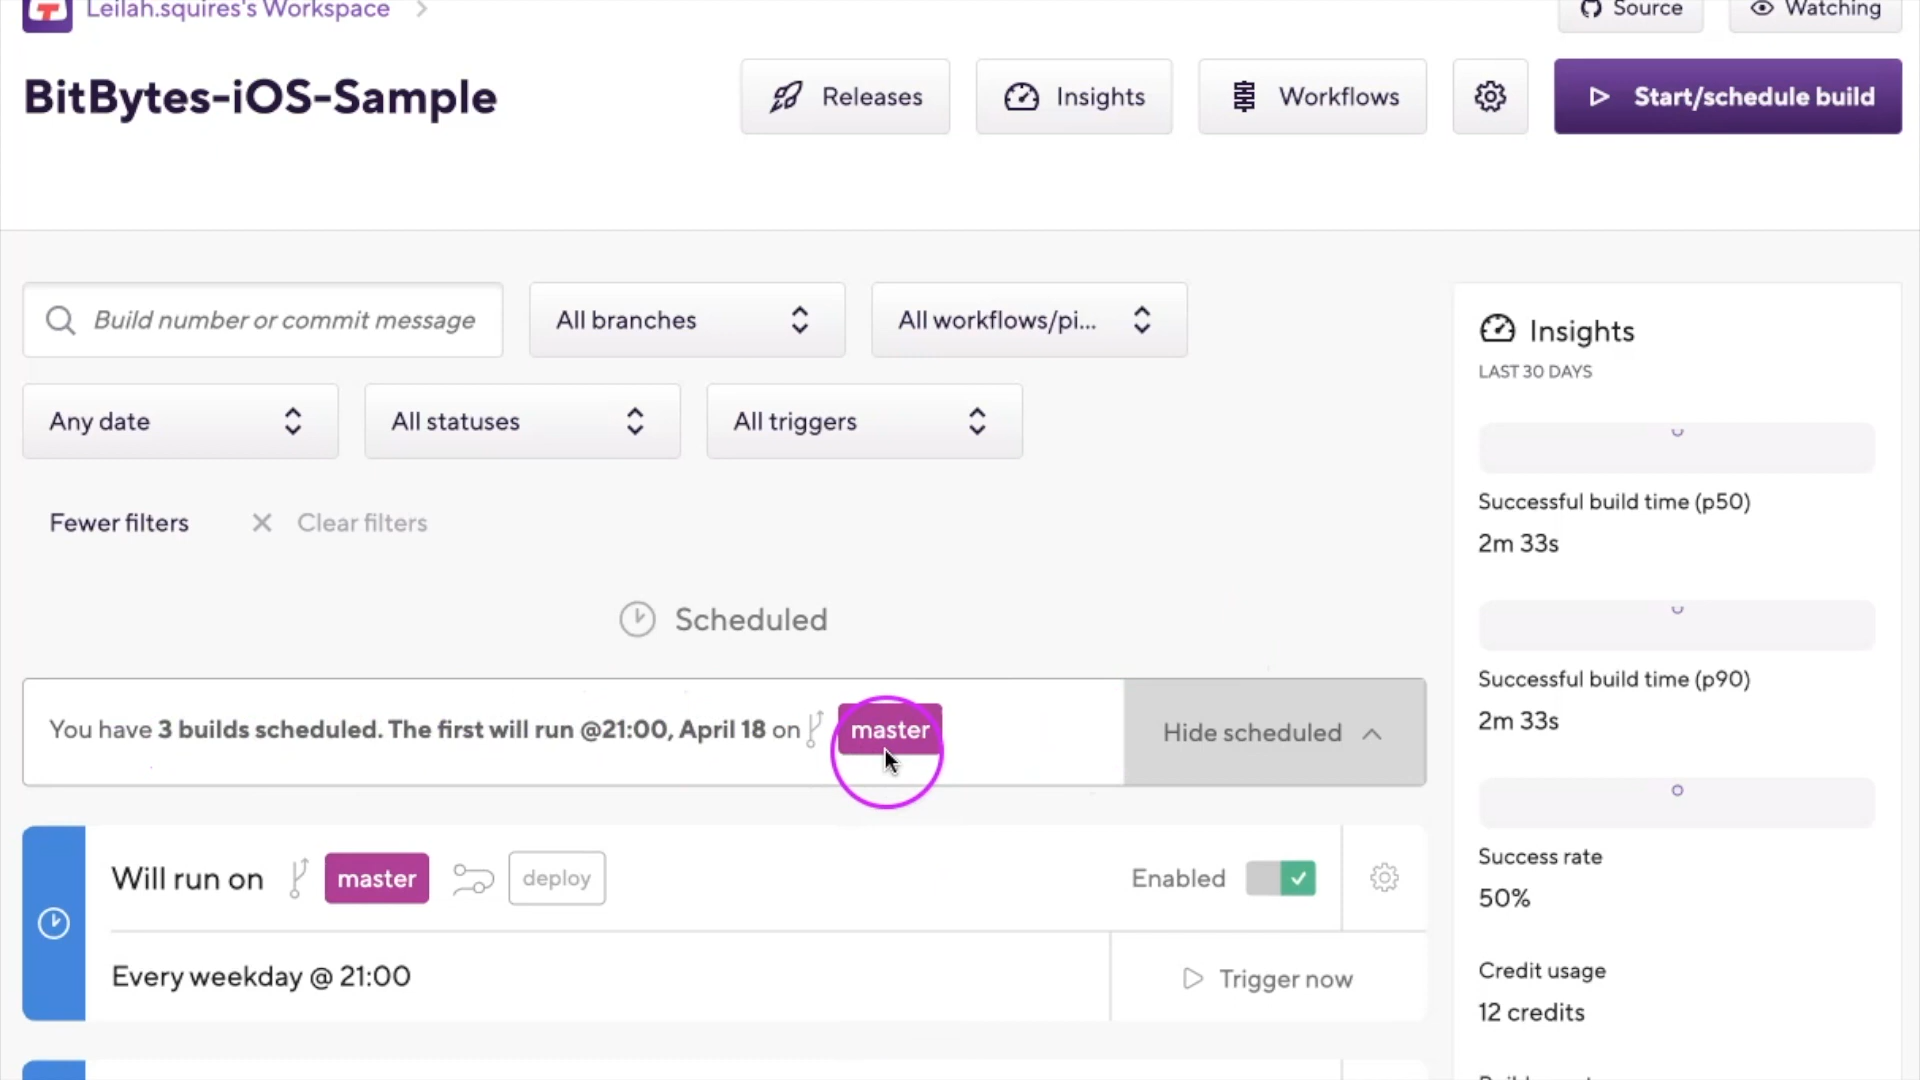 Leilah.squires's Workspace
Source
Watching
BitBytes-iOS-Sample
Releases
Insights
Workflows
Start/schedule build
Build number or commit message
All branches
All workflows/pi...
Any date
All statuses
All triggers
Fewer filters
Clear filters
Scheduled
You have 3 builds scheduled. The first will run @21:00, April 18 on master
Hide scheduled
Will run on master deploy
Enabled
Every weekday @ 21:00
Trigger now
Insights
LAST 30 DAYS
Successful build time (p50)
2m 33s
Successful build time (p90)
2m 33s
Success rate
50%
Credit usage
12 credits